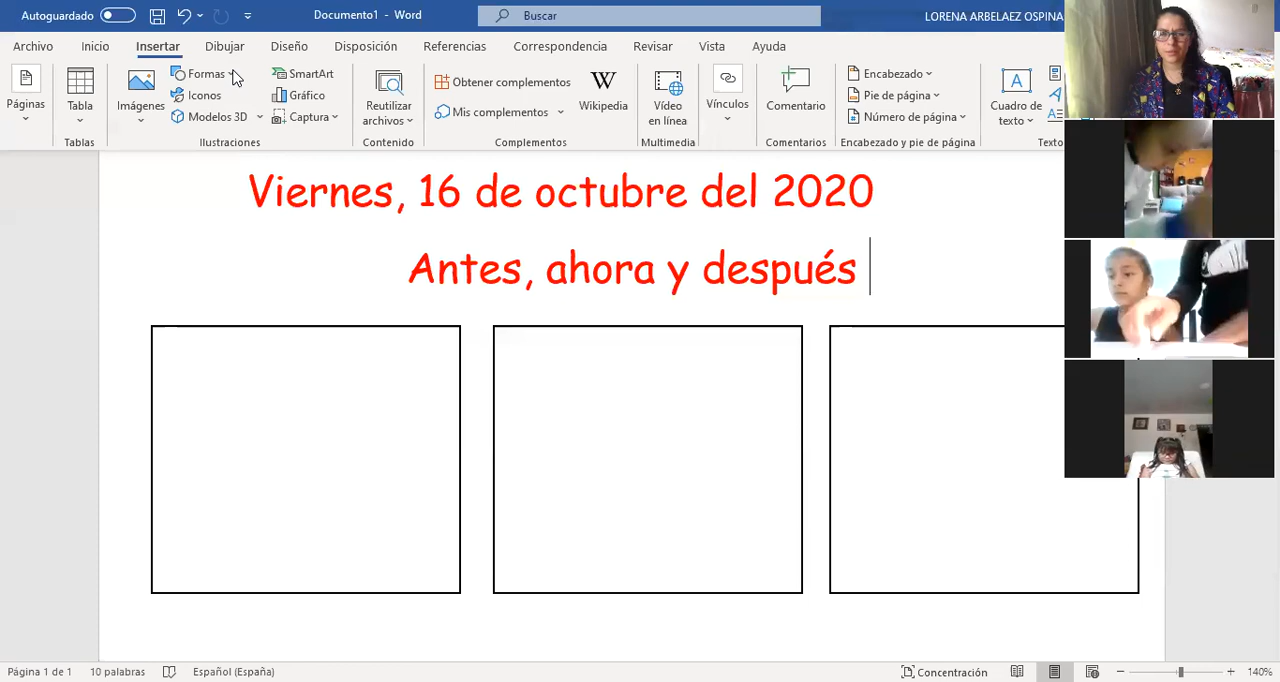 Autoguardado
Documento1 - Word
Buscar
LORENA ARBELAEZ OSPINA
Archivo
Inicio
Insertar
Dibujar
Diseño
Disposición
Referencias
Correspondencia
Revisar
Vista
Ayuda
Páginas
Tabla
Tablas
Imágenes
Formas
Iconos
Modelos 3D
SmartArt
Gráfico
Captura
Ilustraciones
Reutilizar
archivos
Contenido
Obtener complementos
Mis complementos
Wikipedia
Complementos
Vídeo
en línea
Multimedia
Vínculos
Comentario
Comentarios
Encabezado
Pie de página
Número de página
Encabezado y pie de página
Cuadro de
texto
Texto
Viernes, 16 de octubre del 2020
Antes, ahora y después
Página 1 de 1
10 palabras
Español (España)
Concentración
140%